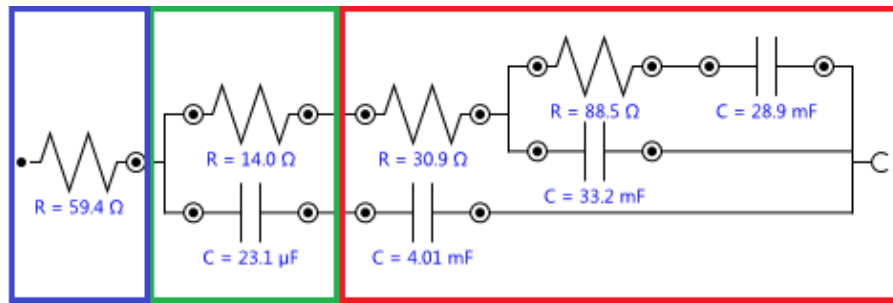 R = 59.4 Ω
R = 14.0 Ω
C = 23.1 µF
R = 30.9 Ω
C = 4.01 mF
R = 88.5 Ω
C = 28.9 mF
C = 33.2 mF